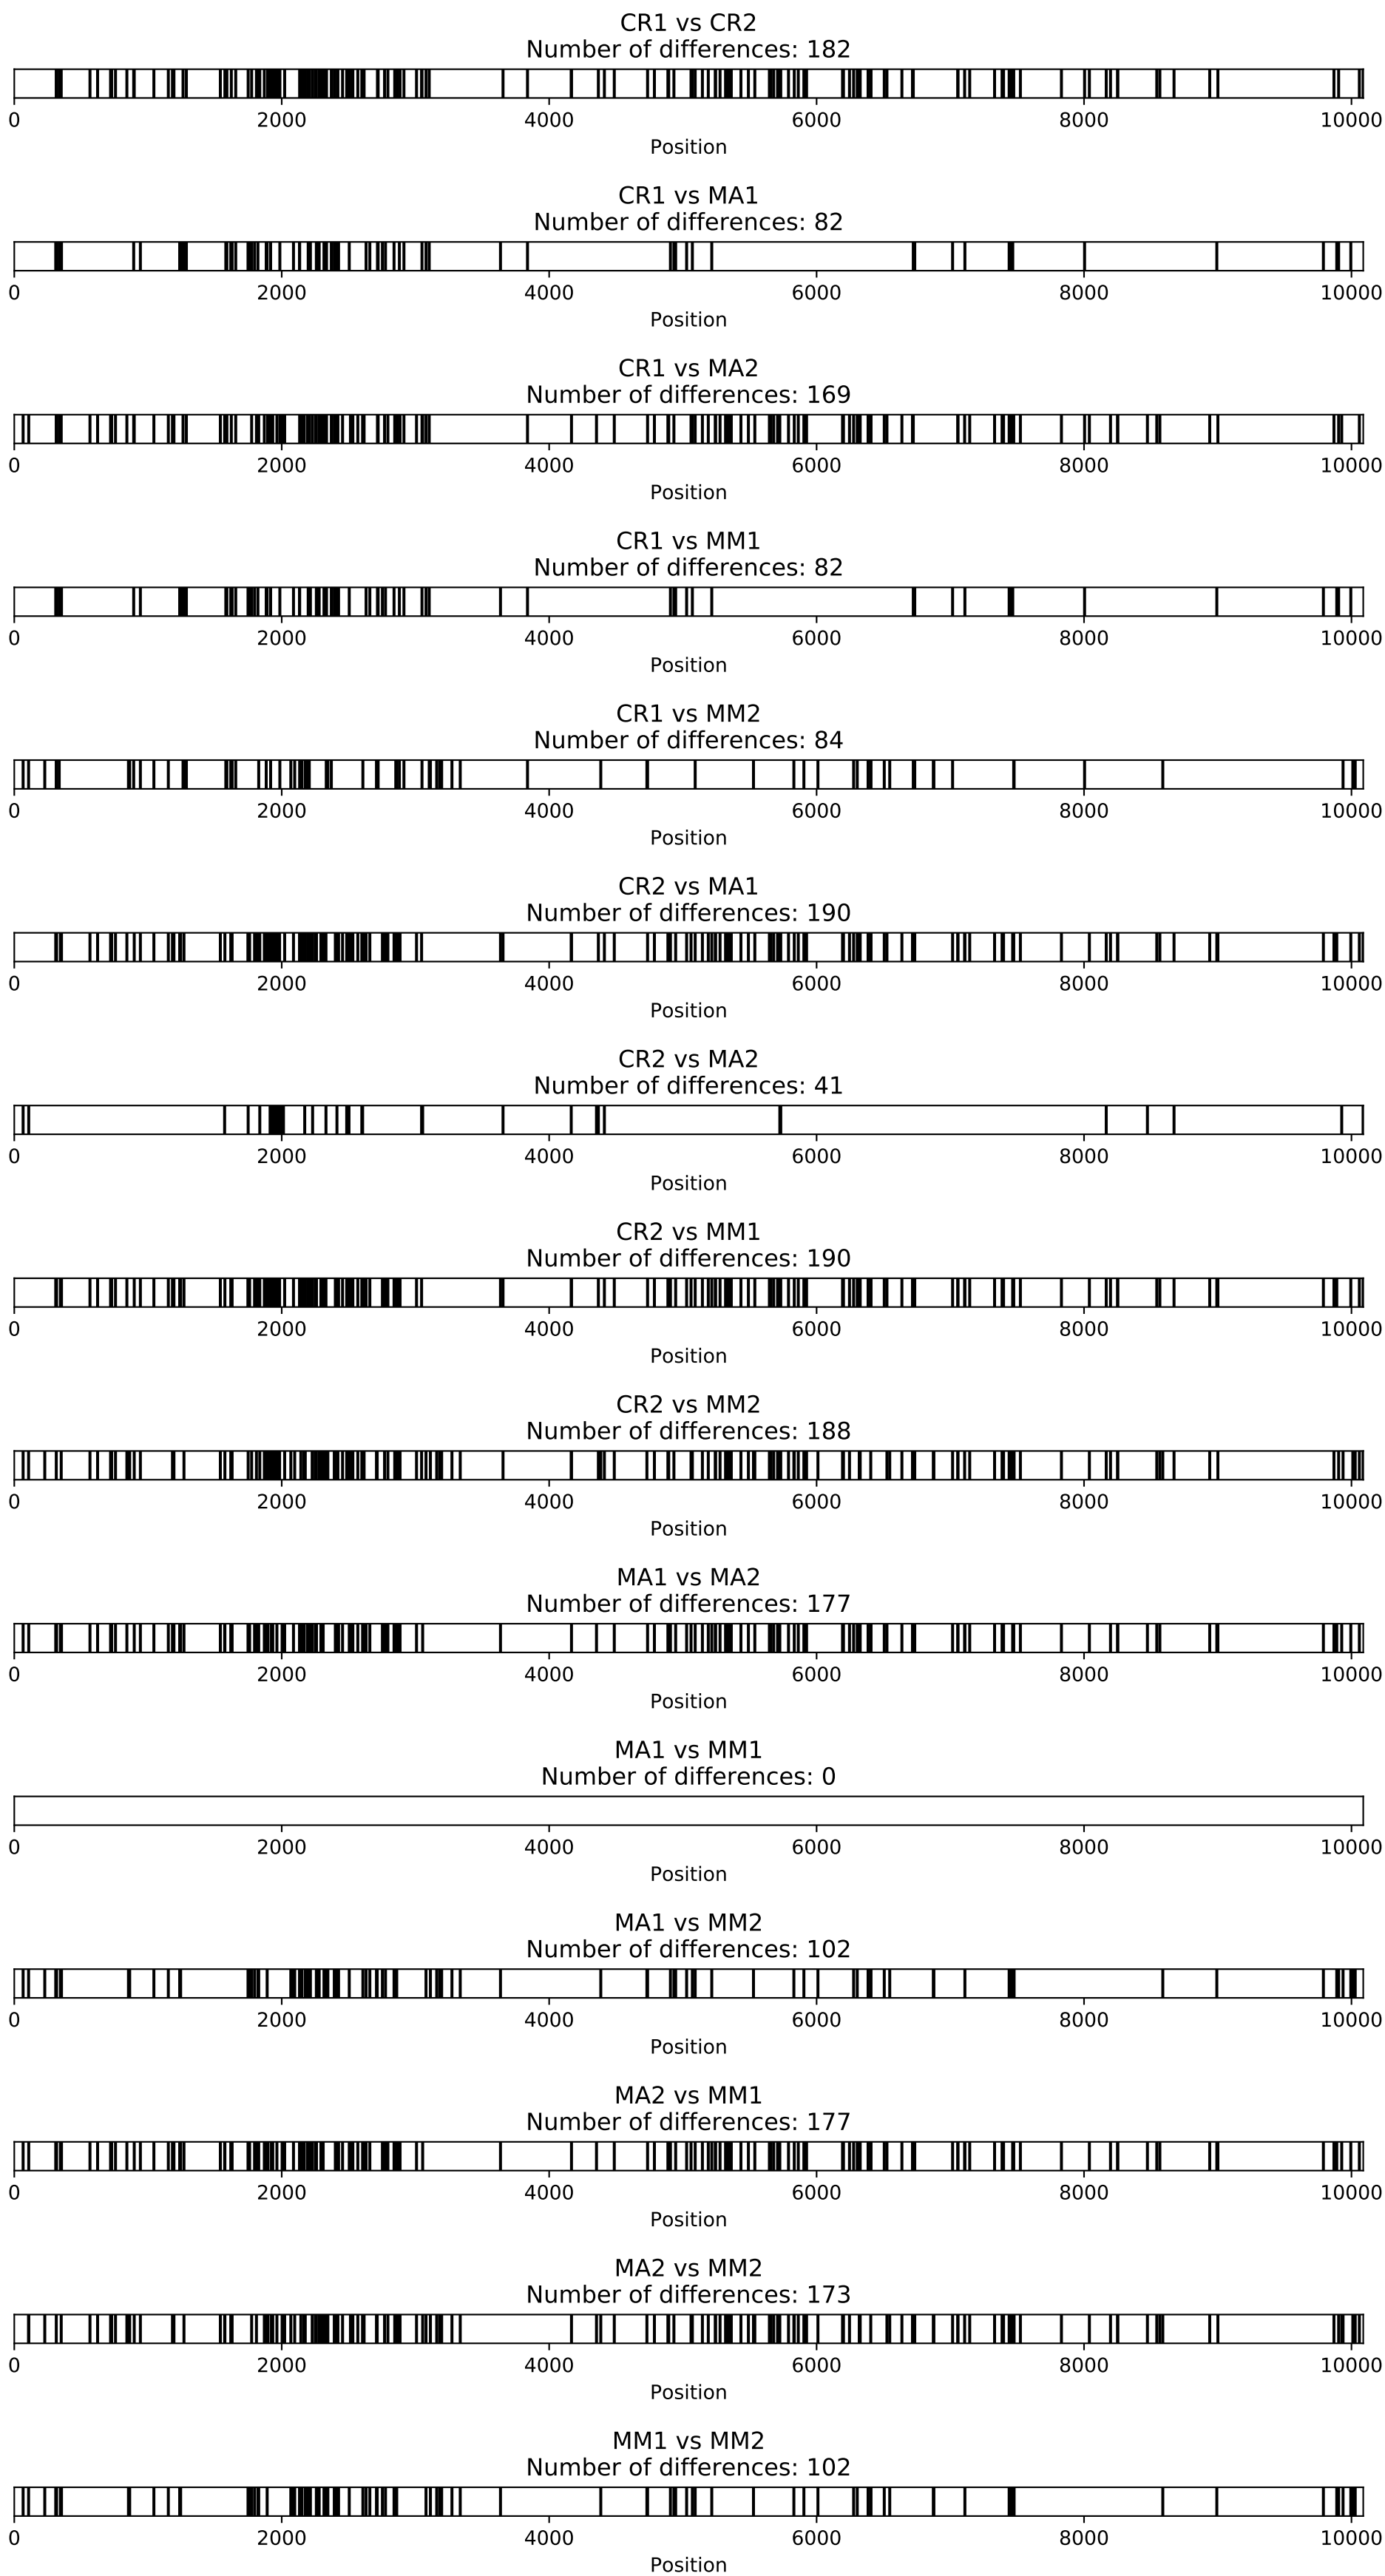 CR1 vs CR2
Number of differences: 182
0 2000 4000 6000 8000 10000
Position
CR1 vs MA1
Number of differences: 82
0 2000 4000 6000 8000 10000
Position
CR1 vs MA2
Number of differences: 169
0 2000 4000 6000 8000 10000
Position
CR1 vs MM1
Number of differences: 82
0 2000 4000 6000 8000 10000
Position
CR1 vs MM2
Number of differences: 84
0 2000 4000 6000 8000 10000
Position
CR2 vs MA1
Number of differences: 190
0 2000 4000 6000 8000 10000
Position
CR2 vs MA2
Number of differences: 41
0 2000 4000 6000 8000 10000
Position
CR2 vs MM1
Number of differences: 190
0 2000 4000 6000 8000 10000
Position
CR2 vs MM2
Number of differences: 188
0 2000 4000 6000 8000 10000
Position
MA1 vs MA2
Number of differences: 177
0 2000 4000 6000 8000 10000
Position
MA1 vs MM1
Number of differences: 0
0 2000 4000 6000 8000 10000
Position
MA1 vs MM2
Number of differences: 102
0 2000 4000 6000 8000 10000
Position
MA2 vs MM1
Number of differences: 177
0 2000 4000 6000 8000 10000
Position
MA2 vs MM2
Number of differences: 173
0 2000 4000 6000 8000 10000
Position
MM1 vs MM2
Number of differences: 102
0 2000 4000 6000 8000 10000
Position